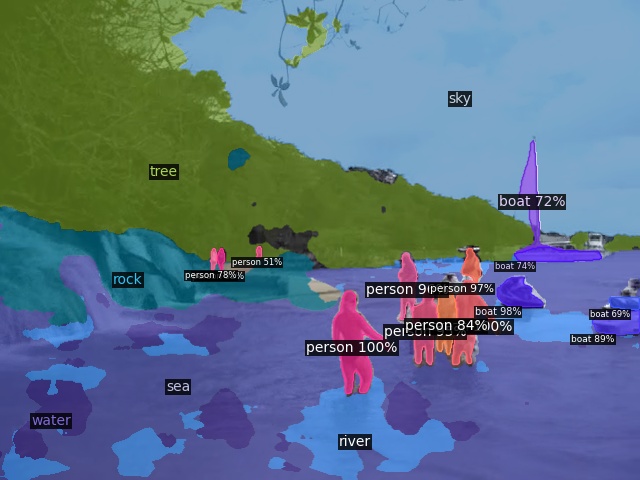 sky
tree
boat 72%
person 51%
boat 74%
person 78%
rock
person 97%
boat 98%
boat 69%
person 84%
boat 89%
person 100%
sea
water
river